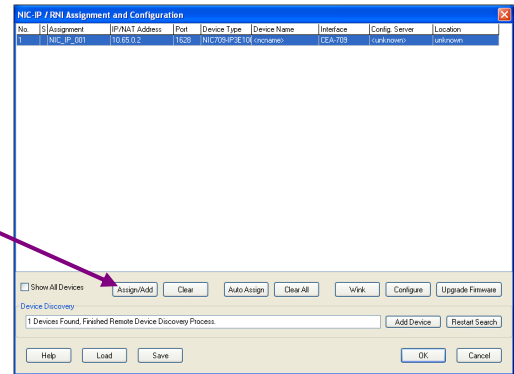 NIC-IP / RNI Assignment and Configuration
No. S Assignment IP/NAT Address Port Device Type Device Name Interface Config. Server Location
1 NIC_IP_001 10.65.0.2 1628 NIC709-IP3E10( <noname> CEA-709 <unknown> unknown
Show All Devices Assign/Add Clear Auto Assign Clear All Wink Configure Upgrade Firmware
Device Discovery
1 Devices Found, Finished Remote Device Discovery Process. Add Device Restart Search
Help Load Save OK Cancel